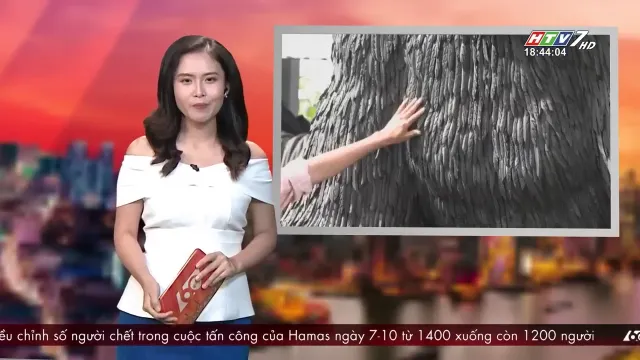 HTV7 HD
18:44:04
ều chỉnh số người chết trong cuộc tấn công của Hamas ngày 7-10 từ 1400 xuống còn 1200 người